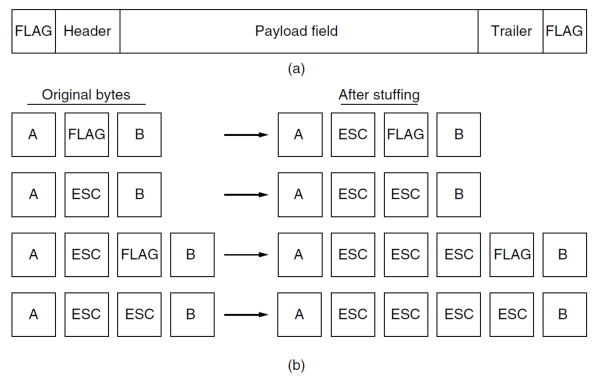 FLAG Header Payload field Trailer FLAG
(a)
Original bytes After stuffing
A FLAG B A ESC FLAG B
A ESC B A ESC ESC B
A ESC FLAG B A ESC ESC ESC FLAG B
A ESC ESC B A ESC ESC ESC ESC B
(b)